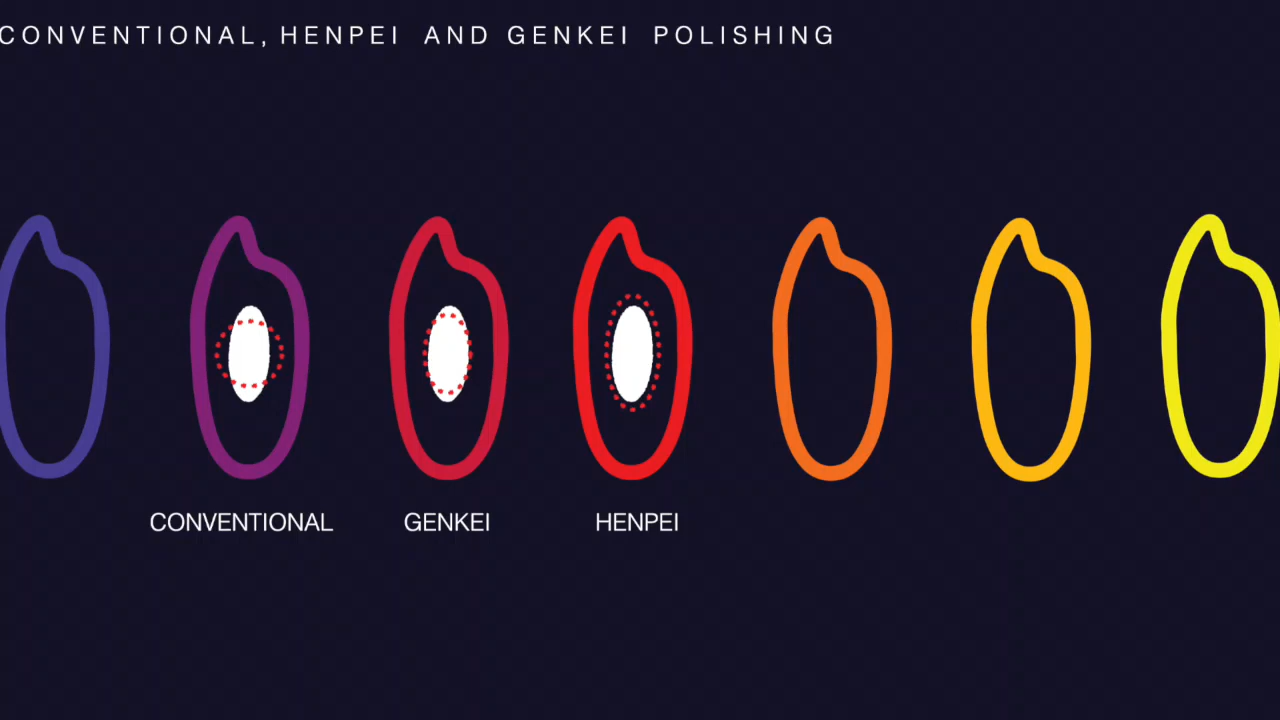 CONVENTIONAL, HENPEI AND GENKEI POLISHING
CONVENTIONAL
GENKEI
HENPEI